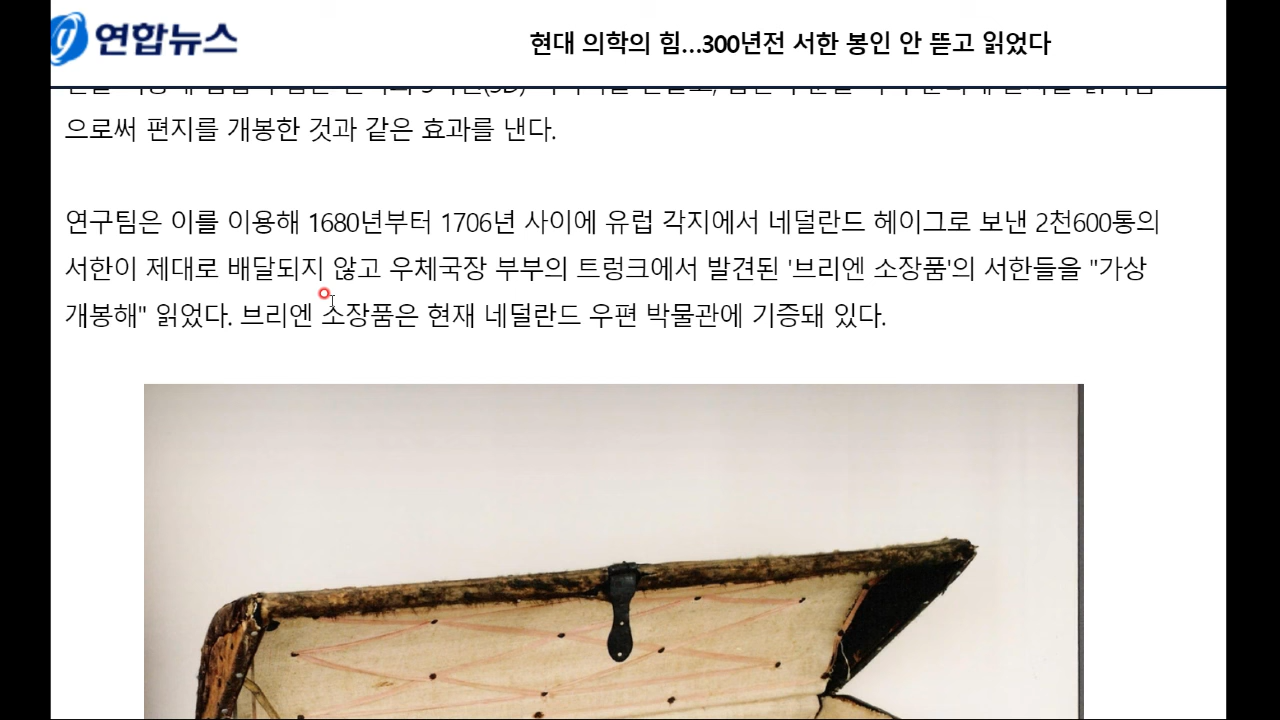 연합뉴스
현대 의학의 힘...300년전 서한 봉인 안 뜯고 읽었다
으로써 편지를 개봉한 것과 같은 효과를 낸다.
연구팀은 이를 이용해 1680년부터 1706년 사이에 유럽 각지에서 네덜란드 헤이그로 보낸 2천600통의
서한이 제대로 배달되지 않고 우체국장 부부의 트렁크에서 발견된 '브리엔 소장품'의 서한들을 "가상
개봉해" 읽었다. 브리엔 소장품은 현재 네덜란드 우편 박물관에 기증돼 있다.